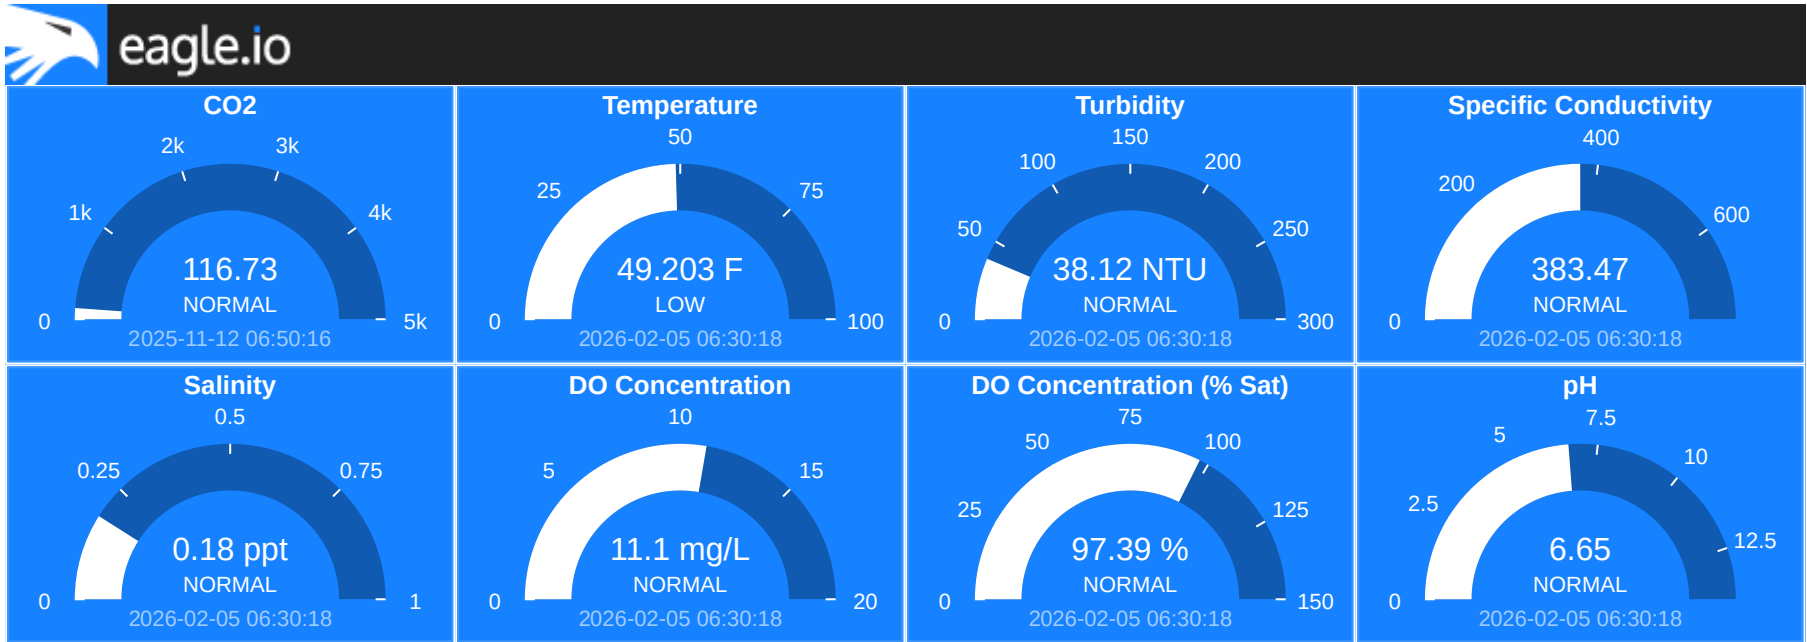 eagle.io
CO2
0
1k
2k
3k
4k
5k
116.73
NORMAL
2025-11-12 06:50:16
Temperature
0
25
50
75
100
49.203 F
LOW
2026-02-05 06:30:18
Turbidity
0
50
100
150
200
250
300
38.12 NTU
NORMAL
2026-02-05 06:30:18
Specific Conductivity
0
200
400
600
383.47
NORMAL
2026-02-05 06:30:18
Salinity
0
0.25
0.5
0.75
1
0.18 ppt
NORMAL
2026-02-05 06:30:18
DO Concentration
0
5
10
15
20
11.1 mg/L
NORMAL
2026-02-05 06:30:18
DO Concentration (% Sat)
0
25
50
75
100
125
150
97.39 %
NORMAL
2026-02-05 06:30:18
pH
0
2.5
5
7.5
10
12.5
6.65
NORMAL
2026-02-05 06:30:18